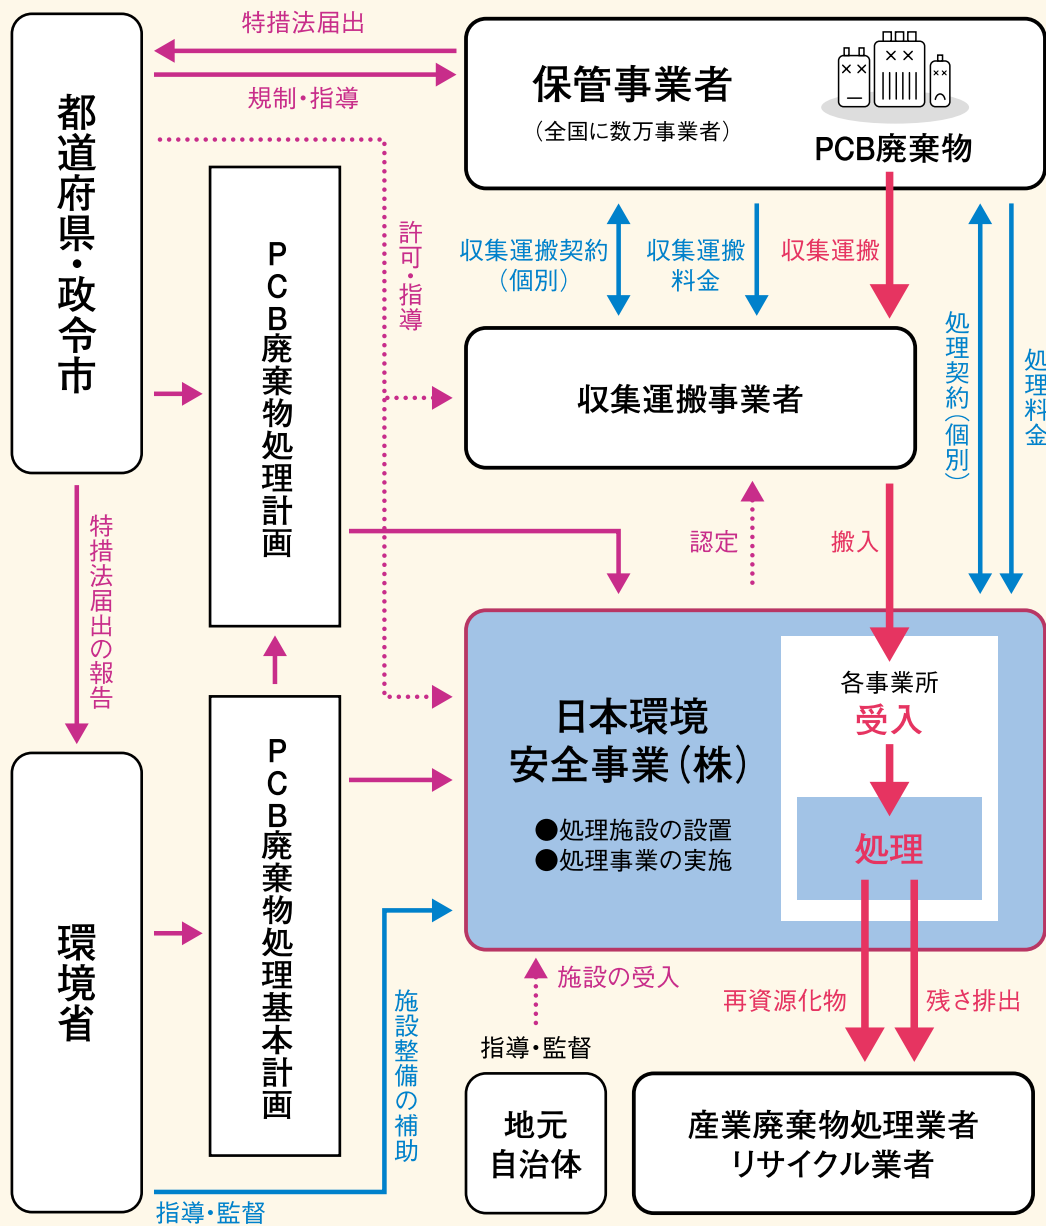 特措法届出
規制・指導
都道府県・政令市
保管事業者
（全国に数万事業者）
PCB廃棄物
許可・指導
収集運搬契約
（個別）
収集運搬
料金
収集運搬
処理契約（個別）
処理料金
PCB廃棄物処理計画
収集運搬事業者
認定
搬入
特措法届出の報告
日本環境
安全事業（株）
●処理施設の設置
●処理事業の実施
各事業所
受入
処理
環境省
PCB廃棄物処理基本計画
施設整備の補助
指導・監督
施設の受入
指導・監督
地元
自治体
再資源化物
残さ排出
産業廃棄物処理業者
リサイクル業者